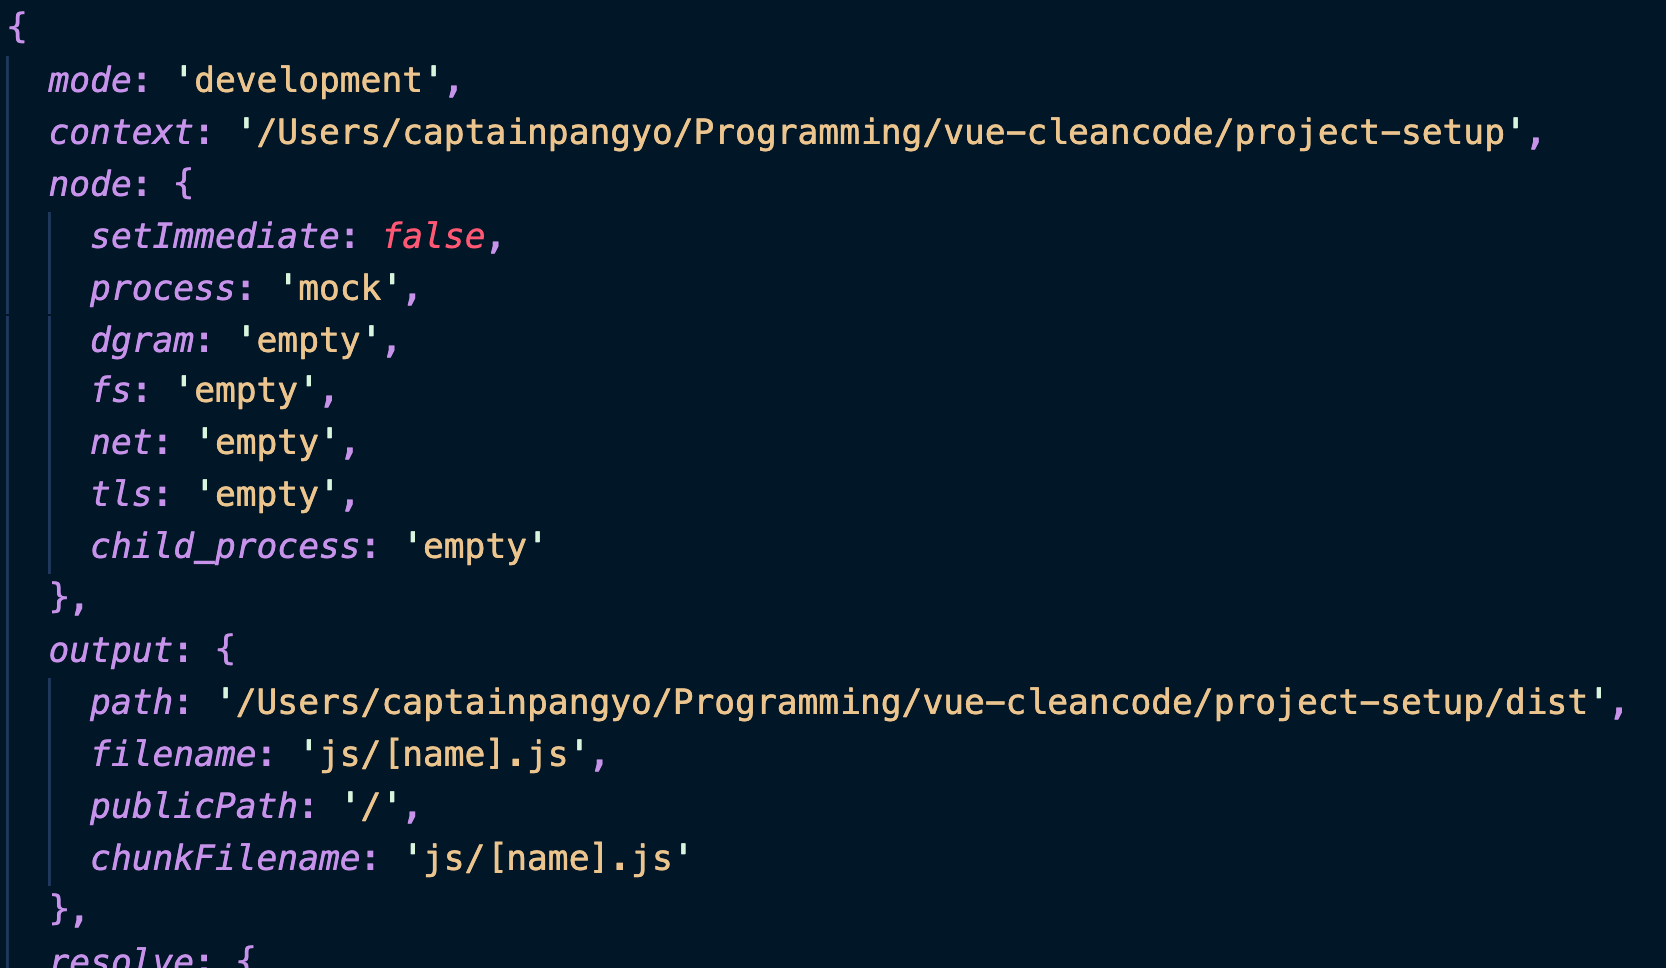 {
  mode: 'development',
  context: '/Users/captainpangyo/Programming/vue-cleancode/project-setup',
  node: {
    setImmediate: false,
    process: 'mock',
    dgram: 'empty',
    fs: 'empty',
    net: 'empty',
    tls: 'empty',
    child_process: 'empty'
  },
  output: {
    path: '/Users/captainpangyo/Programming/vue-cleancode/project-setup/dist',
    filename: 'js/[name].js',
    publicPath: '/',
    chunkFilename: 'js/[name].js'
  },
  resolve: {